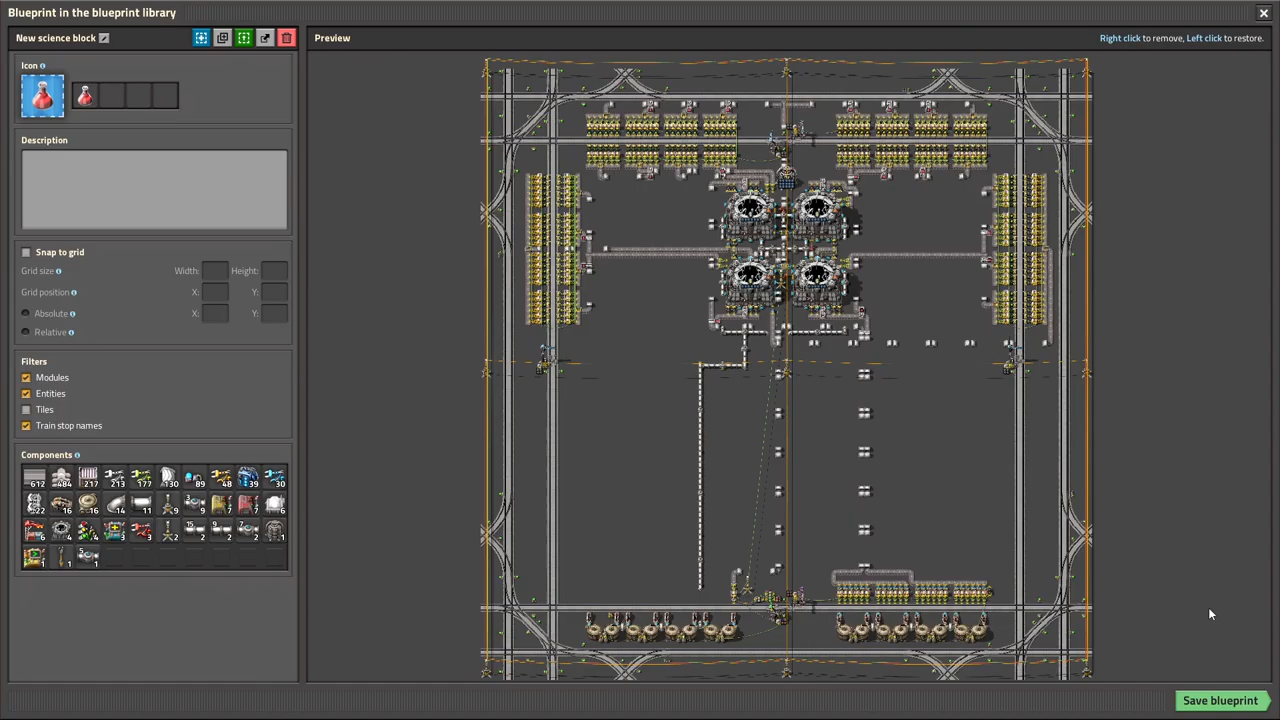 Blueprint in the blueprint library
New science block
Preview
Right click to remove, Left click to restore.
Icon
Description
Snap to grid
Grid size Width: Height:
Grid position X: Y:
Absolute X: Y:
Relative
Filters
Modules
Entities
Tiles
Train stop names
Components
612 484 217 213 177 130 89 48 39 30
22 16 16 14 11 9 9 7 7 6
6 4 4 3 3 2 2 2 2 1
1 1 1
Save blueprint